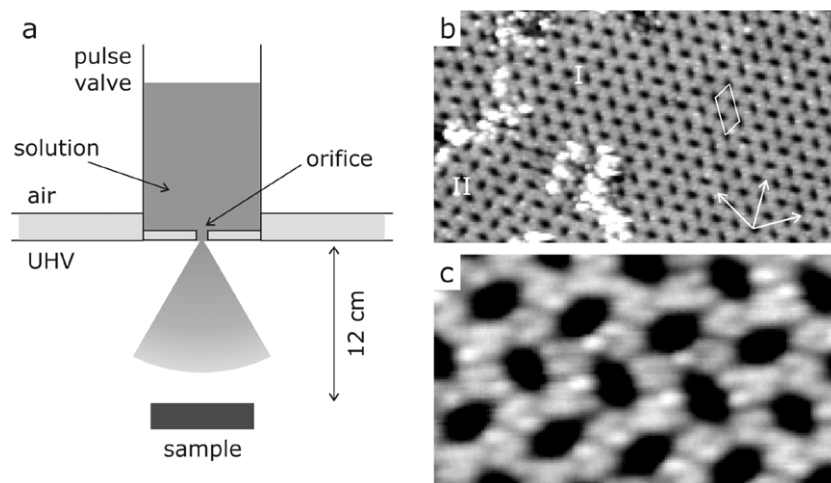 a
pulse
valve
solution
orifice
air
UHV
12 cm
sample
b
I
II
c